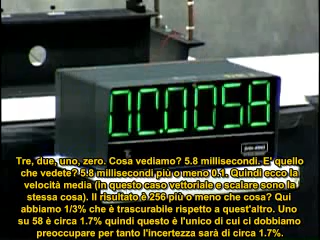 00.0058
Tre, due, uno, zero. Cosa vediamo? 5.8 millisecondi. E' quello
che vedete? 5.8 millisecondi più o meno 0.1. Quindi ecco la
velocità media (in questo caso vettoriale e scalare sono la
stessa cosa). Il risultato è 256 più o meno che cosa? Qui
abbiamo 1/3% che è trascurabile rispetto a quest'altro. Uno
su 58 è circa 1.7% quindi questo è l'unico di cui ci dobbiamo
preoccupare per tanto l'incertezza sarà di circa 1.7%.